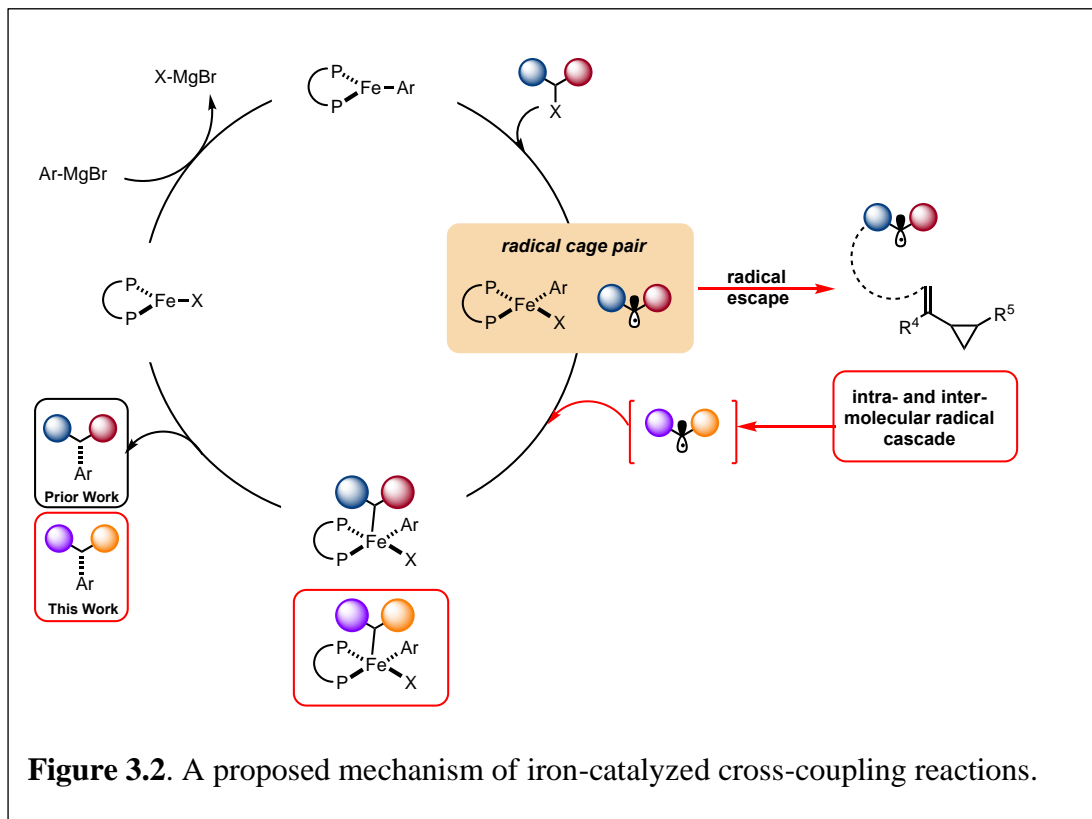 X-MgBr
P
P
Fe
Ar
X
Ar-MgBr
radical cage pair
P
P
Fe
Ar
X
radical
escape
R4
R5
P
P
Fe
X
intra- and inter-
molecular radical
cascade
Ar
Prior Work
Ar
This Work
P
P
Fe
Ar
X
P
P
Fe
Ar
X
Figure 3.2. A proposed mechanism of iron-catalyzed cross-coupling reactions.